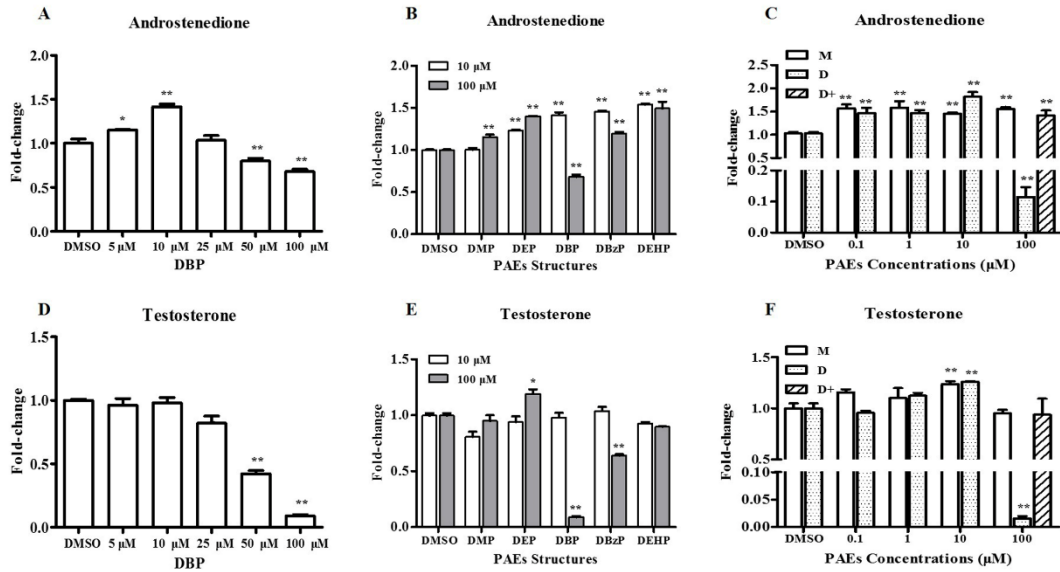 A
Androstenedione
Fold-change
2.0
1.5
1.0
0.5
0.0
*
**
**
**
DMSO 5 μM 10 μM 25 μM 50 μM 100 μM
DBP
B
Androstenedione
Fold-change
10 μM
100 μM
2.0
1.5
1.0
0.5
0.0
** ** ** ** ** ** ** ** **
DMSO DMP DEP DBP DBzP DEHP
PAEs Structures
C
Androstenedione
Fold-change
M
D
D+
2.5
2.0
1.5
1.0
0.5
0.2
0.1
0.0
** ** ** ** ** ** ** ** **
DMSO 0.1 1 10 100
PAEs Concentrations (μM)
D
Testosterone
Fold-change
1.5
1.0
0.5
0.0
**
**
DMSO 5 μM 10 μM 25 μM 50 μM 100 μM
DBP
E
Testosterone
Fold-change
10 μM
100 μM
1.5
1.0
0.5
0.0
*
**
**
DMSO DMP DEP DBP DBzP DEHP
PAEs Structures
F
Testosterone
Fold-change
M
D
D+
1.5
1.0
0.5
0.10
0.05
0.00
** **
**
DMSO 0.1 1 10 100
PAEs Concentrations (μM)